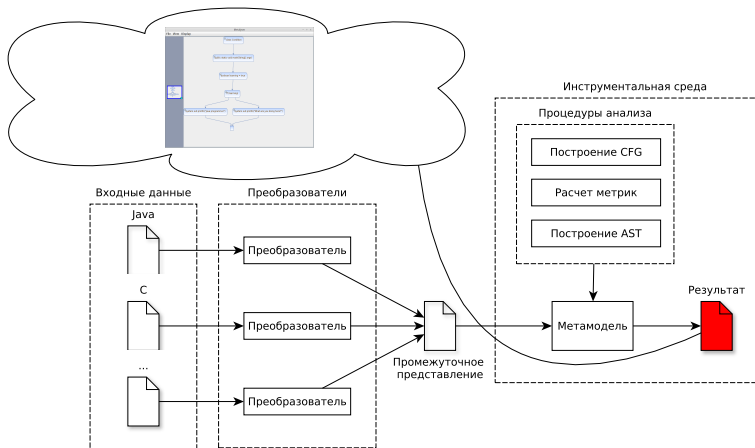 Инструментальная среда
Процедуры анализа
Построение CFG
Расчет метрик
Построение AST
Входные данные
Преобразователи
Java
Преобразователь
C
Преобразователь
...
Преобразователь
Промежуточное
представление
Метамодель
Результат